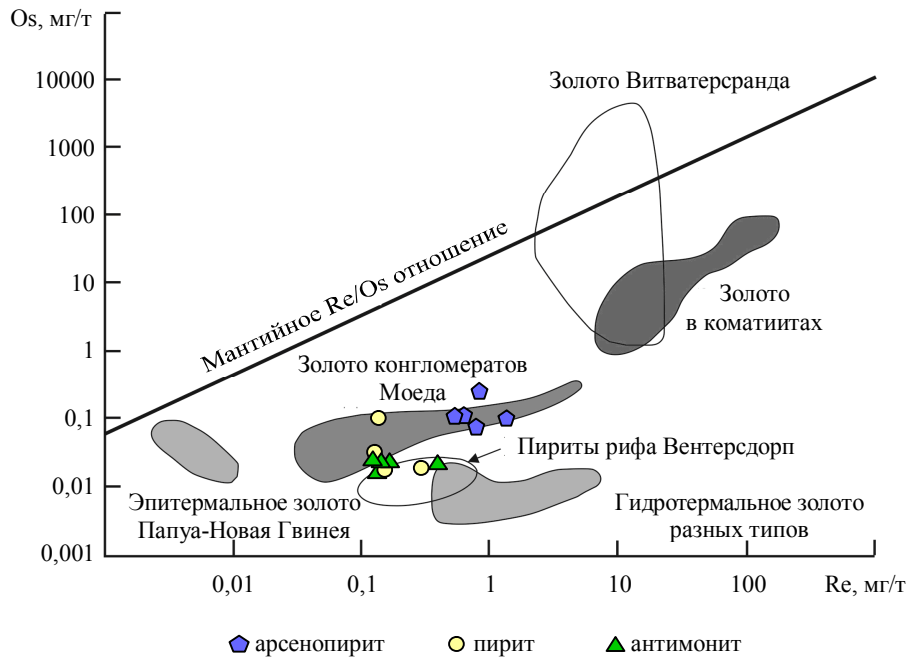 Os, мг/т
10000
1000
100
10
1
0,1
0,01
0,001
Золото Витватерсранда
Мантийное Re/Os отношение
Золото
в коматиитах
Золото конгломератов
Моеда
Пириты рифа Вентерсдорп
Эпитермальное золото
Папуа-Новая Гвинея
Гидротермальное золото
разных типов
0,01
0,1
1
10
100
Re, мг/т
арсенопирит
пирит
антимонит